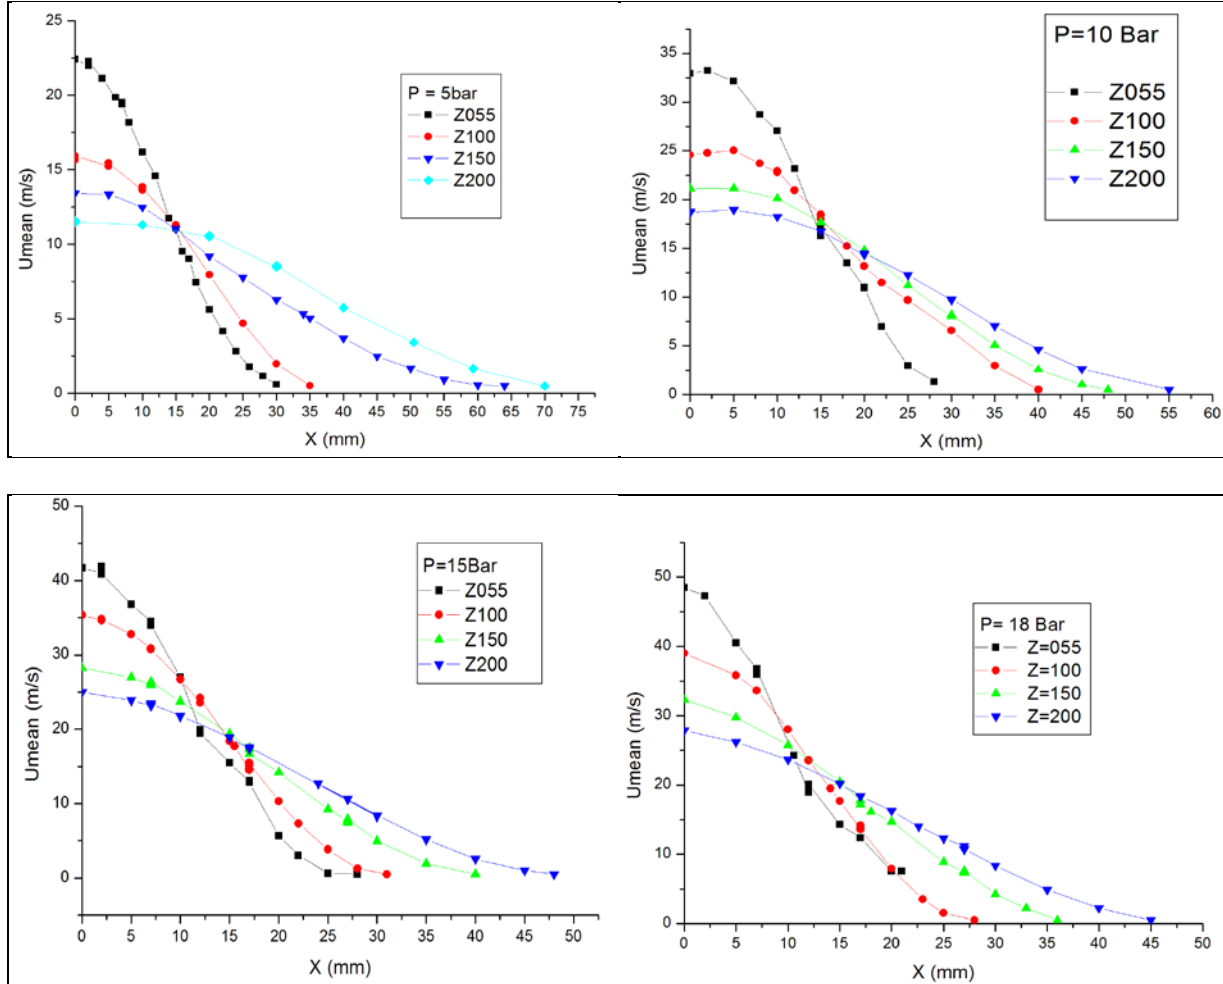 25
20
15
10
5
0
Umean (m/s)
0 5 10 15 20 25 30 35 40 45 50 55 60 65 70 75
X (mm)
P = 5bar
Z055
Z100
Z150
Z200
35
30
25
20
15
10
5
0
Umean (m/s)
0 5 10 15 20 25 30 35 40 45 50 55 60
X (mm)
P=10 Bar
Z055
Z100
Z150
Z200
50
40
30
20
10
0
Umean (m/s)
0 5 10 15 20 25 30 35 40 45 50
X (mm)
P=15Bar
Z055
Z100
Z150
Z200
50
40
30
20
10
0
Umean (m/s)
0 5 10 15 20 25 30 35 40 45 50
X (mm)
P= 18 Bar
Z=055
Z=100
Z=150
Z=200